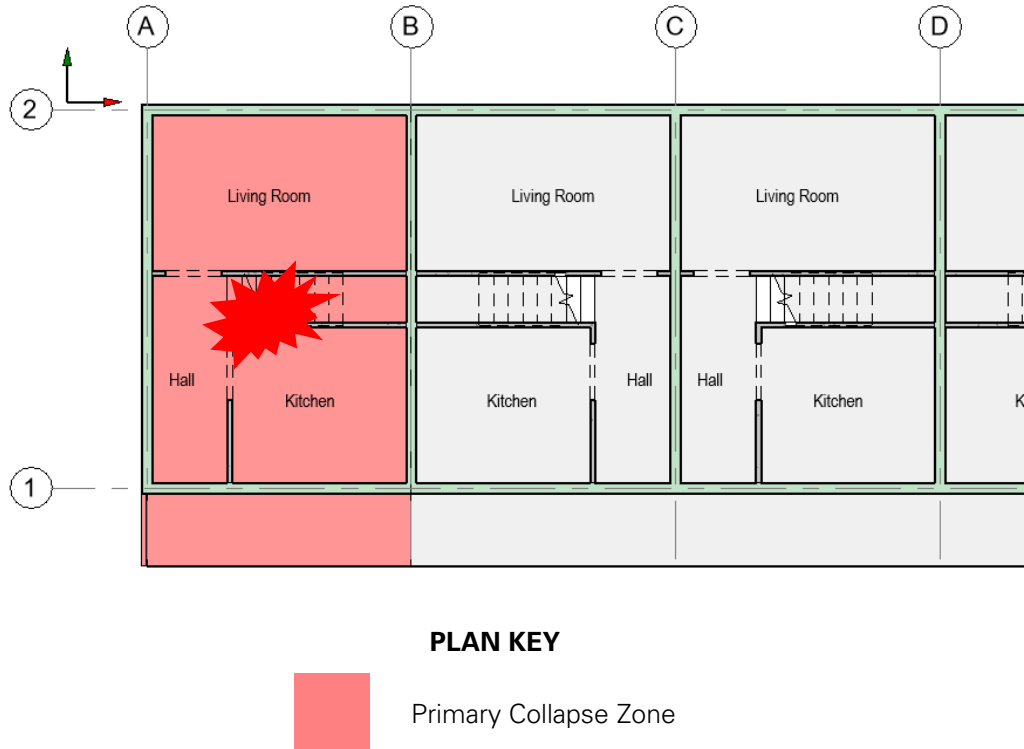 A B C D
2
Living Room Living Room Living Room
Hall Kitchen Kitchen Hall Hall Kitchen K
1
PLAN KEY
Primary Collapse Zone